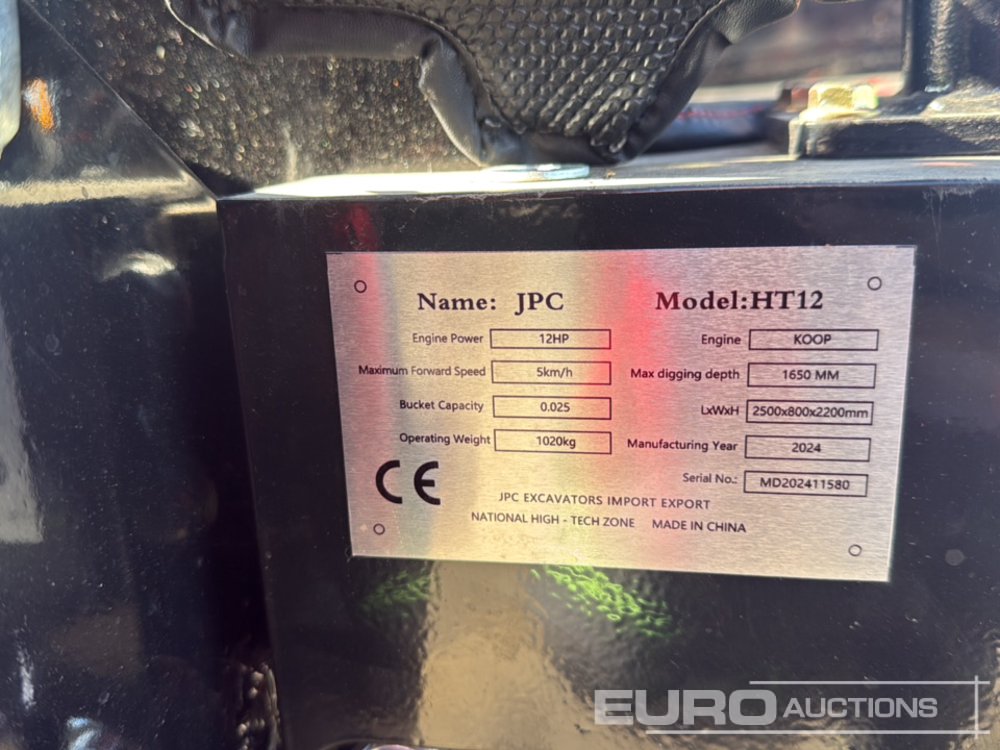 Name: JPC Model:HT12
Engine Power 12HP Engine KOOP
Maximum Forward Speed 5km/h Max digging depth 1650 MM
Bucket Capacity 0.025 LxWxH 2500x800x2200mm
Operating Weight 1020kg Manufacturing Year 2024
Serial No.: MD202411580
CE
JPC EXCAVATORS IMPORT EXPORT
NATIONAL HIGH - TECH ZONE MADE IN CHINA
EURO AUCTIONS